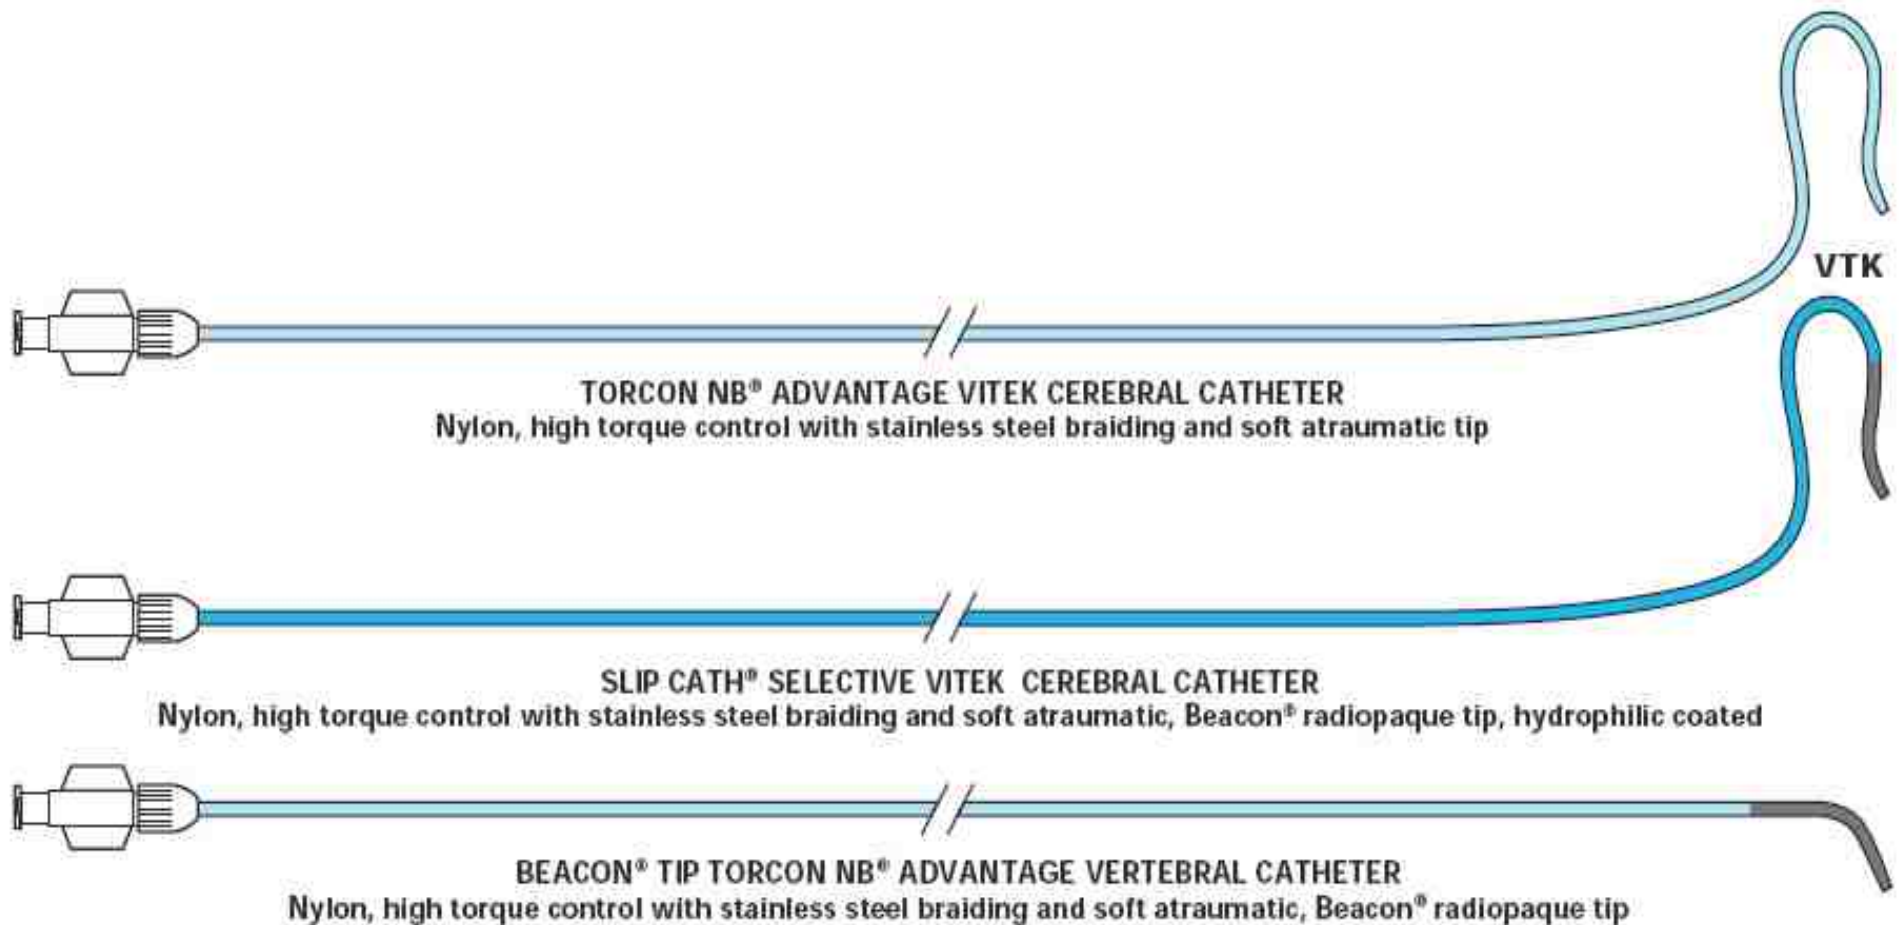 VTK
TORCON NB® ADVANTAGE VITEK CEREBRAL CATHETER
Nylon, high torque control with stainless steel braiding and soft atraumatic tip
SLIP CATH® SELECTIVE VITEK CEREBRAL CATHETER
Nylon, high torque control with stainless steel braiding and soft atraumatic, Beacon® radiopaque tip, hydrophilic coated
BEACON® TIP TORCON NB® ADVANTAGE VERTEBRAL CATHETER
Nylon, high torque control with stainless steel braiding and soft atraumatic, Beacon® radiopaque tip